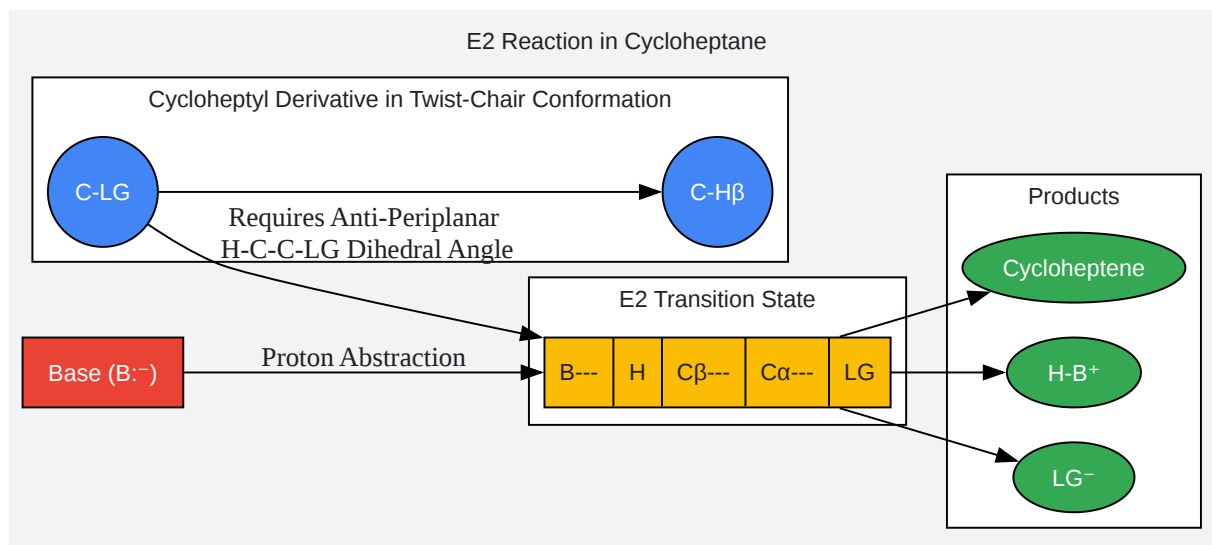 E2 Reaction in Cycloheptane
Cycloheptyl Derivative in Twist-Chair Conformation
C-LG
C-Hβ
Requires Anti-Periplanar
H-C-C-LG Dihedral Angle
Products
Cycloheptene
E2 Transition State
Base (B:⁻)
Proton Abstraction
B---
H
Cβ---
Cα---
LG
H-B⁺
LG⁻